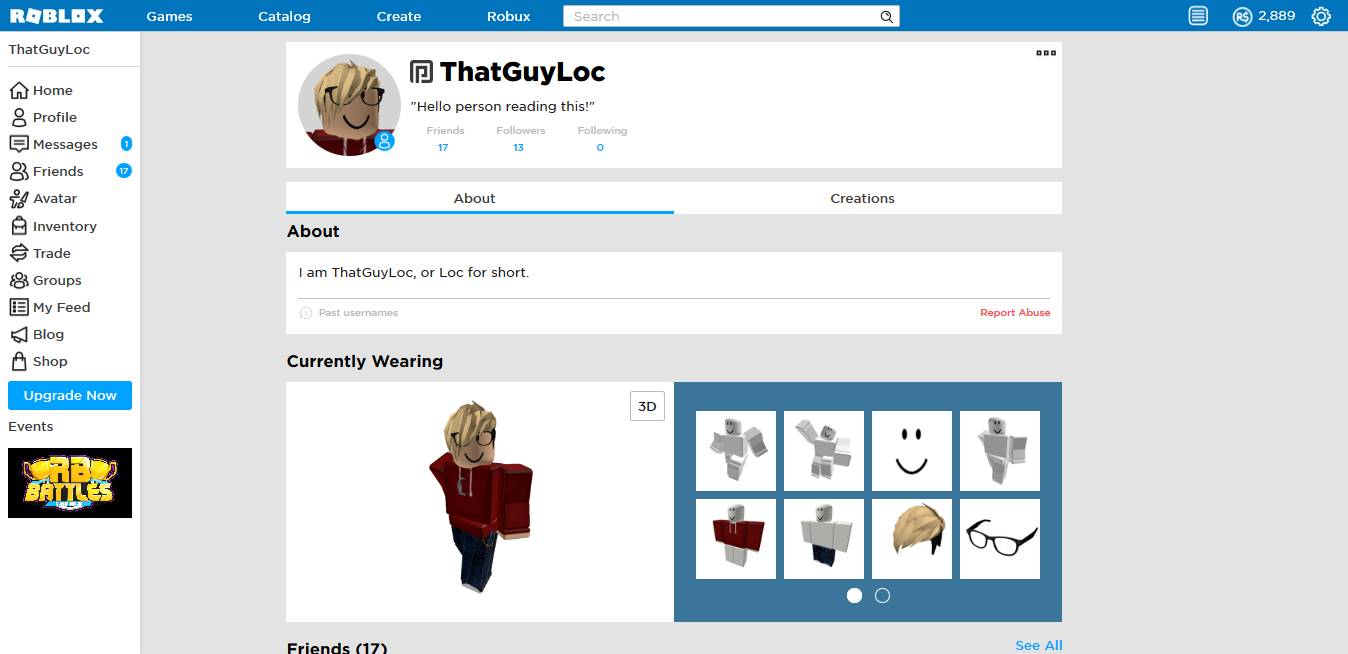 ROBLOX
Games
Catalog
Create
Robux
Search
R$ 2,889
ThatGuyLoc
Home
Profile
Messages 1
Friends 17
Avatar
Inventory
Trade
Groups
My Feed
Blog
Shop
Upgrade Now
Events
RB
BATTLES
ThatGuyLoc
"Hello person reading this!"
Friends Followers Following
17 13 0
About Creations
About
I am ThatGuyLoc, or Loc for short.
Past usernames Report Abuse
Currently Wearing
3D
Friends (17) See All